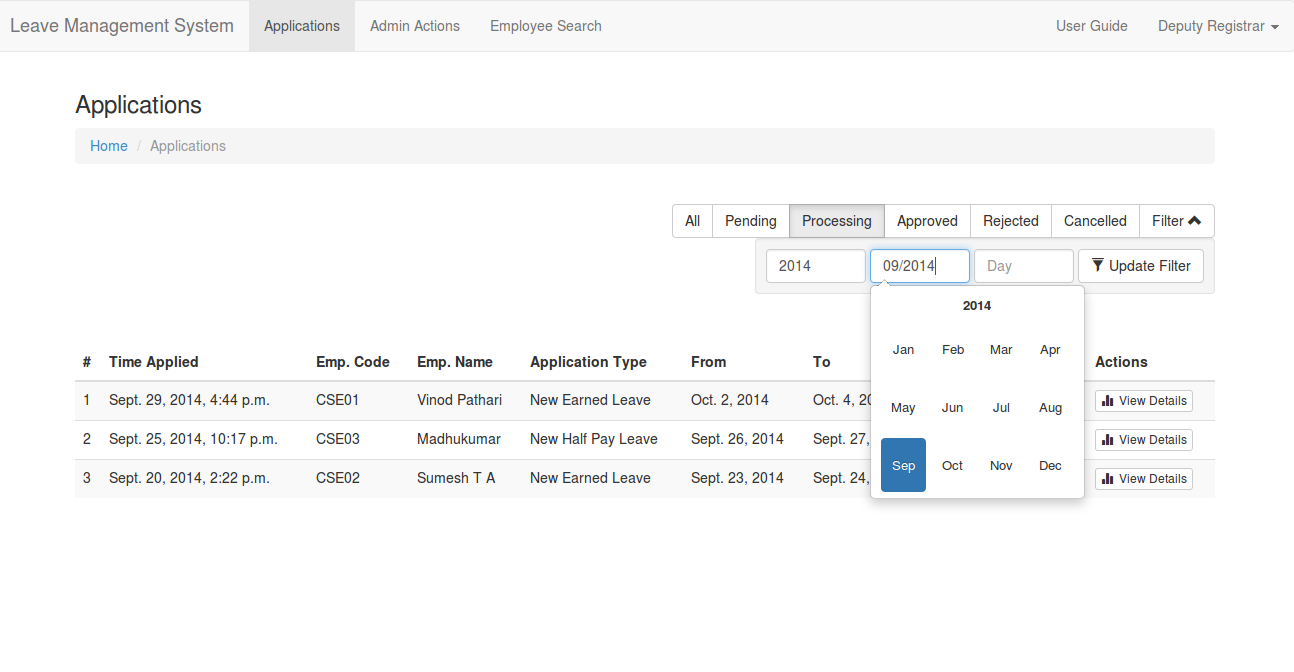 Leave Management System Applications Admin Actions Employee Search User Guide Deputy Registrar
Applications
Home / Applications
All Pending Processing Approved Rejected Cancelled Filter
2014 09/2014 Day Update Filter
2014
Jan Feb Mar Apr
May Jun Jul Aug
Sep Oct Nov Dec
# Time Applied Emp. Code Emp. Name Application Type From To Actions
1 Sept. 29, 2014, 4:44 p.m. CSE01 Vinod Pathari New Earned Leave Oct. 2, 2014 Oct. 4, View Details
2 Sept. 25, 2014, 10:17 p.m. CSE03 Madhukumar New Half Pay Leave Sept. 26, 2014 Sept. 27, View Details
3 Sept. 20, 2014, 2:22 p.m. CSE02 Sumesh T A New Earned Leave Sept. 23, 2014 Sept. 24, View Details